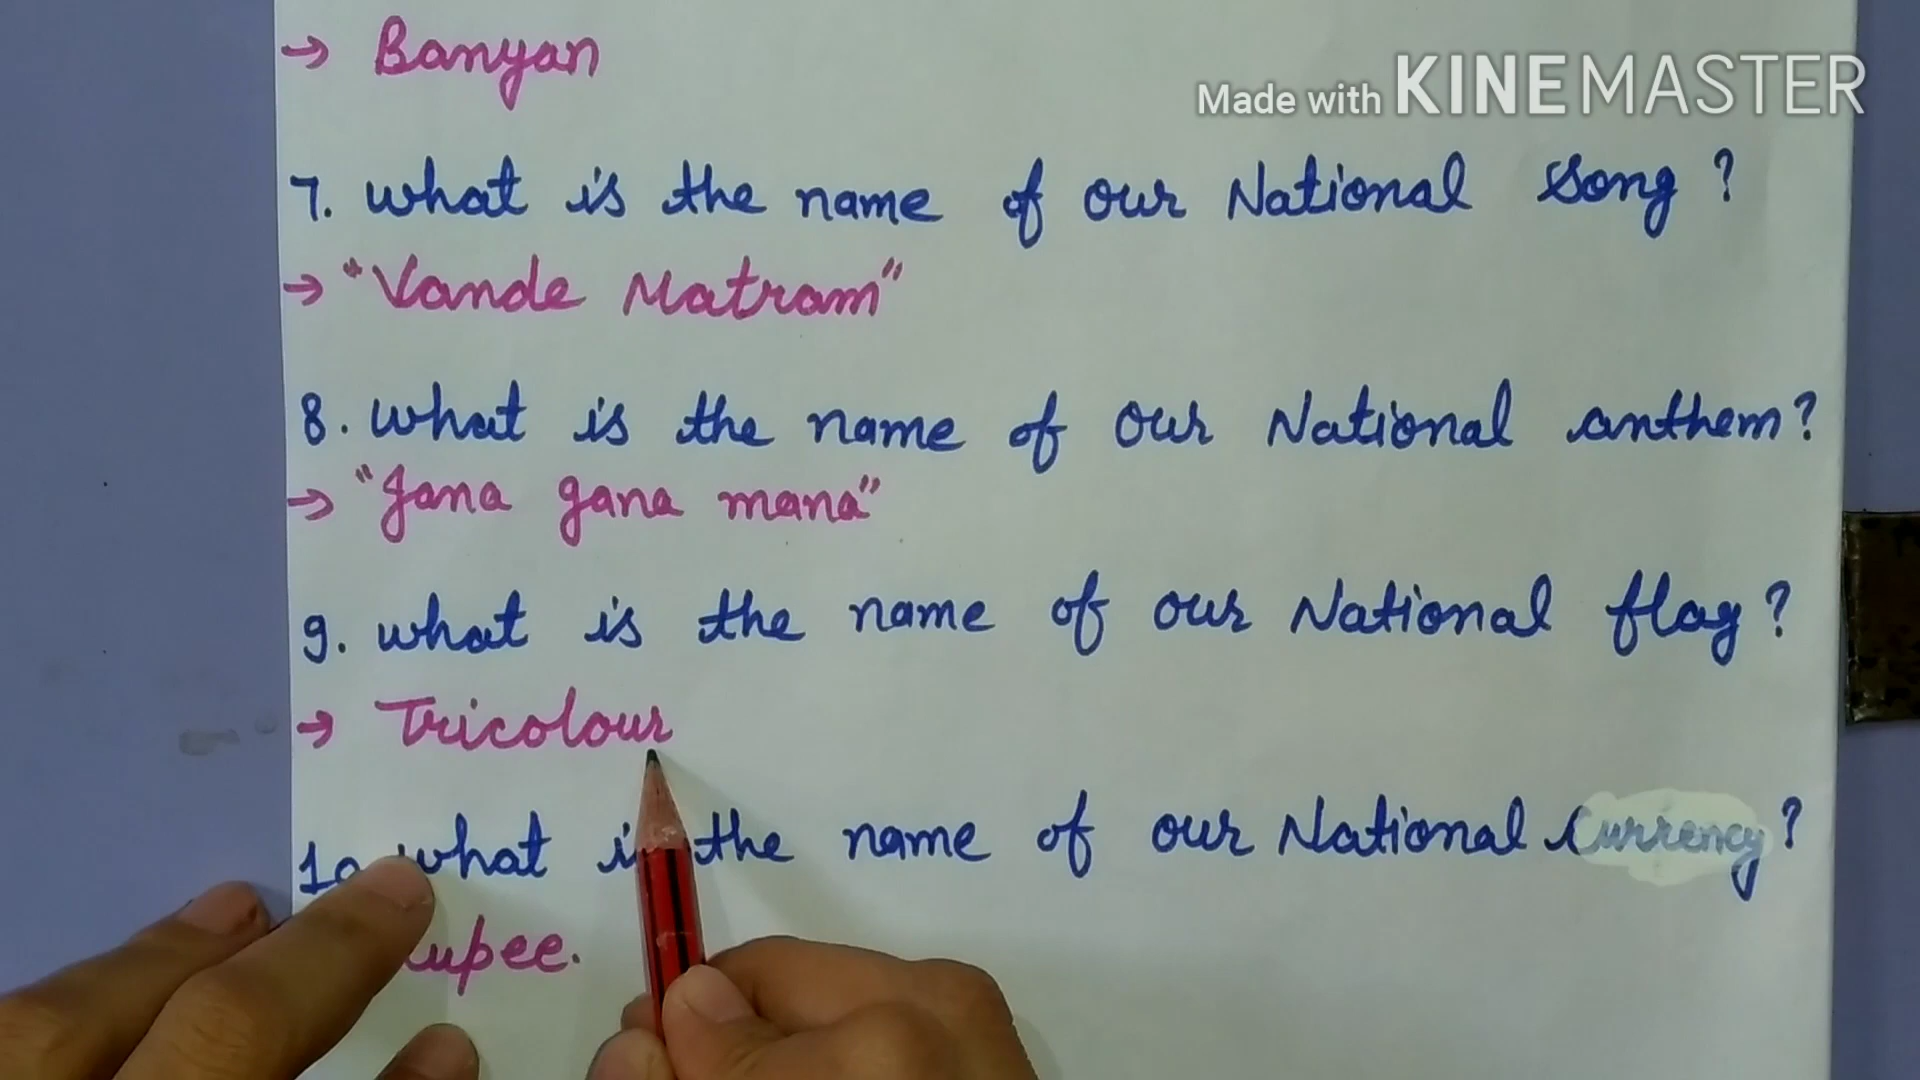 → Banyan
Made with KINEMASTER
7. what is the name of our National song ?
→ "Vande Matram"
8. what is the name of our National anthem?
→ "Jana gana mana"
9. what is the name of our National flag ?
→ Tricolour
10 what is the name of our National Currency ?
upee.